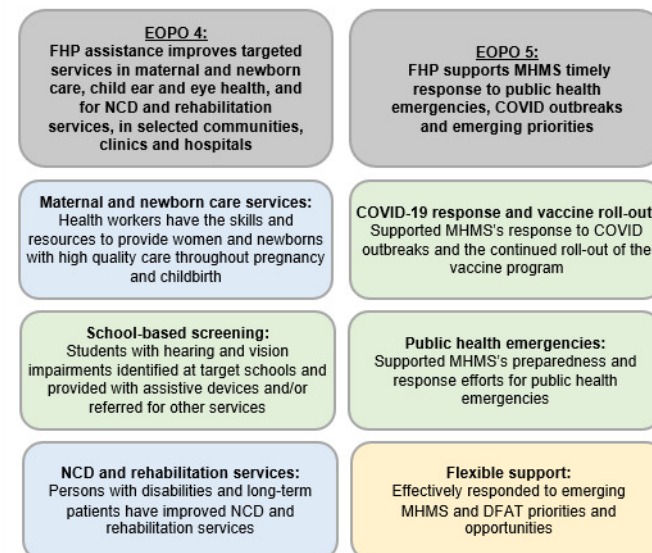 EOPO 4:
FHP assistance improves targeted
services in maternal and newborn
care, child ear and eye health, and
for NCD and rehabilitation
services, in selected communities,
clinics and hospitals
Maternal and newborn care services:
Health workers have the skills and
resources to provide women and newborns
with high quality care throughout pregnancy
and childbirth
School-based screening:
Students with hearing and vision
impairments identified at target schools and
provided with assistive devices and/or
referred for other services
NCD and rehabilitation services:
Persons with disabilities and long-term
patients have improved NCD and
rehabilitation services
EOPO 5:
FHP supports MHMS timely
response to public health
emergencies, COVID outbreaks
and emerging priorities
COVID-19 response and vaccine roll-out
Supported MHMS's response to COVID
outbreaks and the continued roll-out of the
vaccine program
Public health emergencies:
Supported MHMS's preparedness and
response efforts for public health
emergencies
Flexible support:
Effectively responded to emerging
MHMS and DFAT priorities and
opportunities